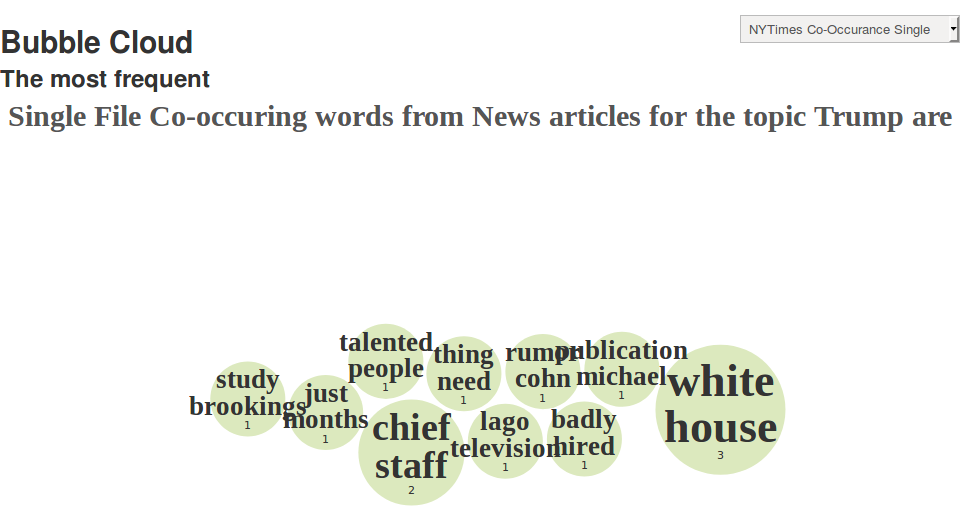 NYTimes Co-Occurance Single
Bubble Cloud
The most frequent
Single File Co-occuring words from News articles for the topic Trump are
study
brookings
1
just
months
1
talented
people
1
chief
staff
2
thing
need
1
lago
television
1
rumor
cohn
1
badly
hired
1
publication
michael
1
white
house
3